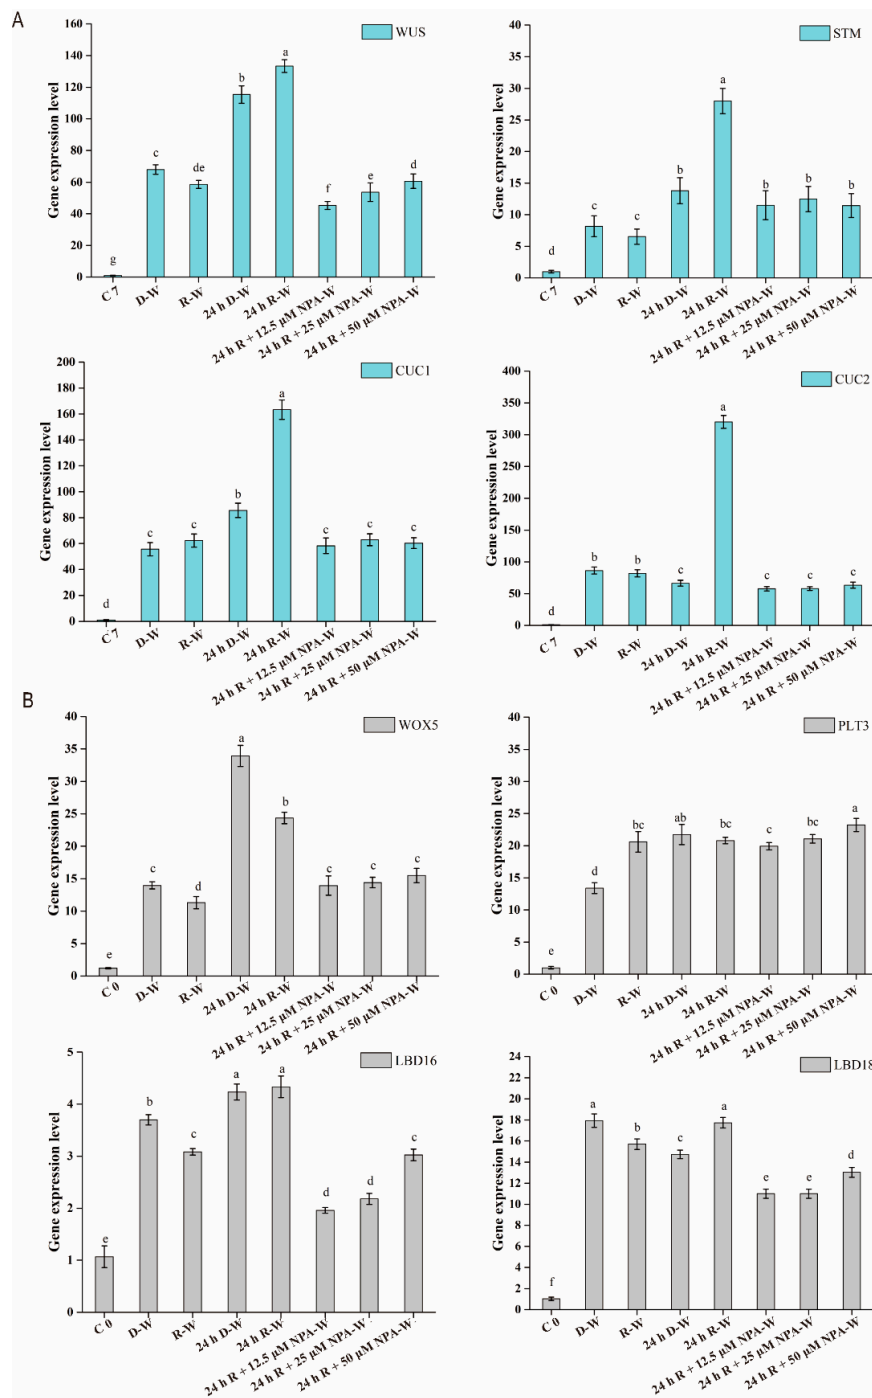 A
WUS
Gene expression level
160
140
120
100
80
60
40
20
0
g
c
de
b
a
f
e
d
C 7
D-W
R-W
24 h D-W
24 h R-W
24 h R + 12.5 μM NPA-W
24 h R + 25 μM NPA-W
24 h R + 50 μM NPA-W
STM
Gene expression level
40
35
30
25
20
15
10
5
0
d
c
c
b
a
b
b
b
C 7
D-W
R-W
24 h D-W
24 h R-W
24 h R + 12.5 μM NPA-W
24 h R + 25 μM NPA-W
24 h R + 50 μM NPA-W
CUC1
Gene expression level
200
180
160
140
120
100
80
60
40
20
0
d
c
c
b
a
c
c
c
C 7
D-W
R-W
24 h D-W
24 h R-W
24 h R + 12.5 μM NPA-W
24 h R + 25 μM NPA-W
24 h R + 50 μM NPA-W
CUC2
Gene expression level
400
350
300
250
200
150
100
50
0
d
b
b
c
a
c
c
c
C 7
D-W
R-W
24 h D-W
24 h R-W
24 h R + 12.5 μM NPA-W
24 h R + 25 μM NPA-W
24 h R + 50 μM NPA-W
B
WOX5
Gene expression level
40
35
30
25
20
15
10
5
0
e
c
d
a
b
c
c
c
C 0
D-W
R-W
24 h D-W
24 h R-W
24 h R + 12.5 μM NPA-W
24 h R + 25 μM NPA-W
24 h R + 50 μM NPA-W
PLT3
Gene expression level
40
35
30
25
20
15
10
5
0
e
d
bc
ab
bc
c
bc
a
C 0
D-W
R-W
24 h D-W
24 h R-W
24 h R + 12.5 μM NPA-W
24 h R + 25 μM NPA-W
24 h R + 50 μM NPA-W
LBD16
Gene expression level
5
4
3
2
1
0
e
b
c
a
a
d
d
c
C 0
D-W
R-W
24 h D-W
24 h R-W
24 h R + 12.5 μM NPA-W
24 h R + 25 μM NPA-W
24 h R + 50 μM NPA-W
LBD18
Gene expression level
24
22
20
18
16
14
12
10
8
6
4
2
0
f
a
b
c
a
e
e
d
C 0
D-W
R-W
24 h D-W
24 h R-W
24 h R + 12.5 μM NPA-W
24 h R + 25 μM NPA-W
24 h R + 50 μM NPA-W